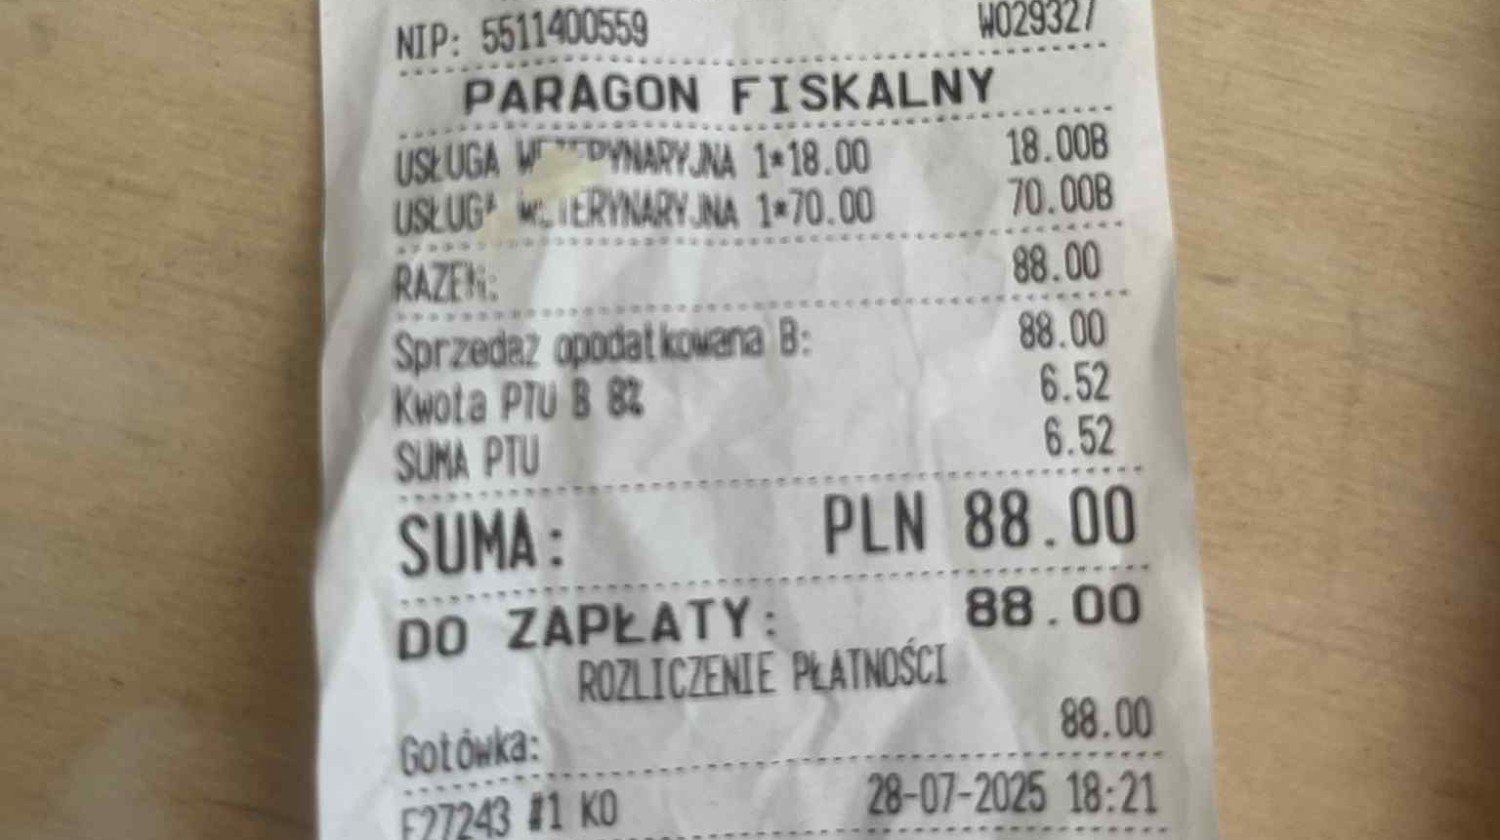 NIP: 5511400559 W029327
PARAGON FISKALNY
USŁUGA WETERYNARYJNA 1*18.00 18.00B
USŁUGA WETERYNARYJNA 1*70.00 70.00B
RAZEM: 88.00
Sprzedaż opodatkowana B: 88.00
Kwota PTU B 8% 6.52
SUMA PTU 6.52
SUMA: PLN 88.00
DO ZAPŁATY: 88.00
ROZLICZENIE PŁATNOŚCI
Gotówka: 88.00
F27243 #1 KO 28-07-2025 18:21